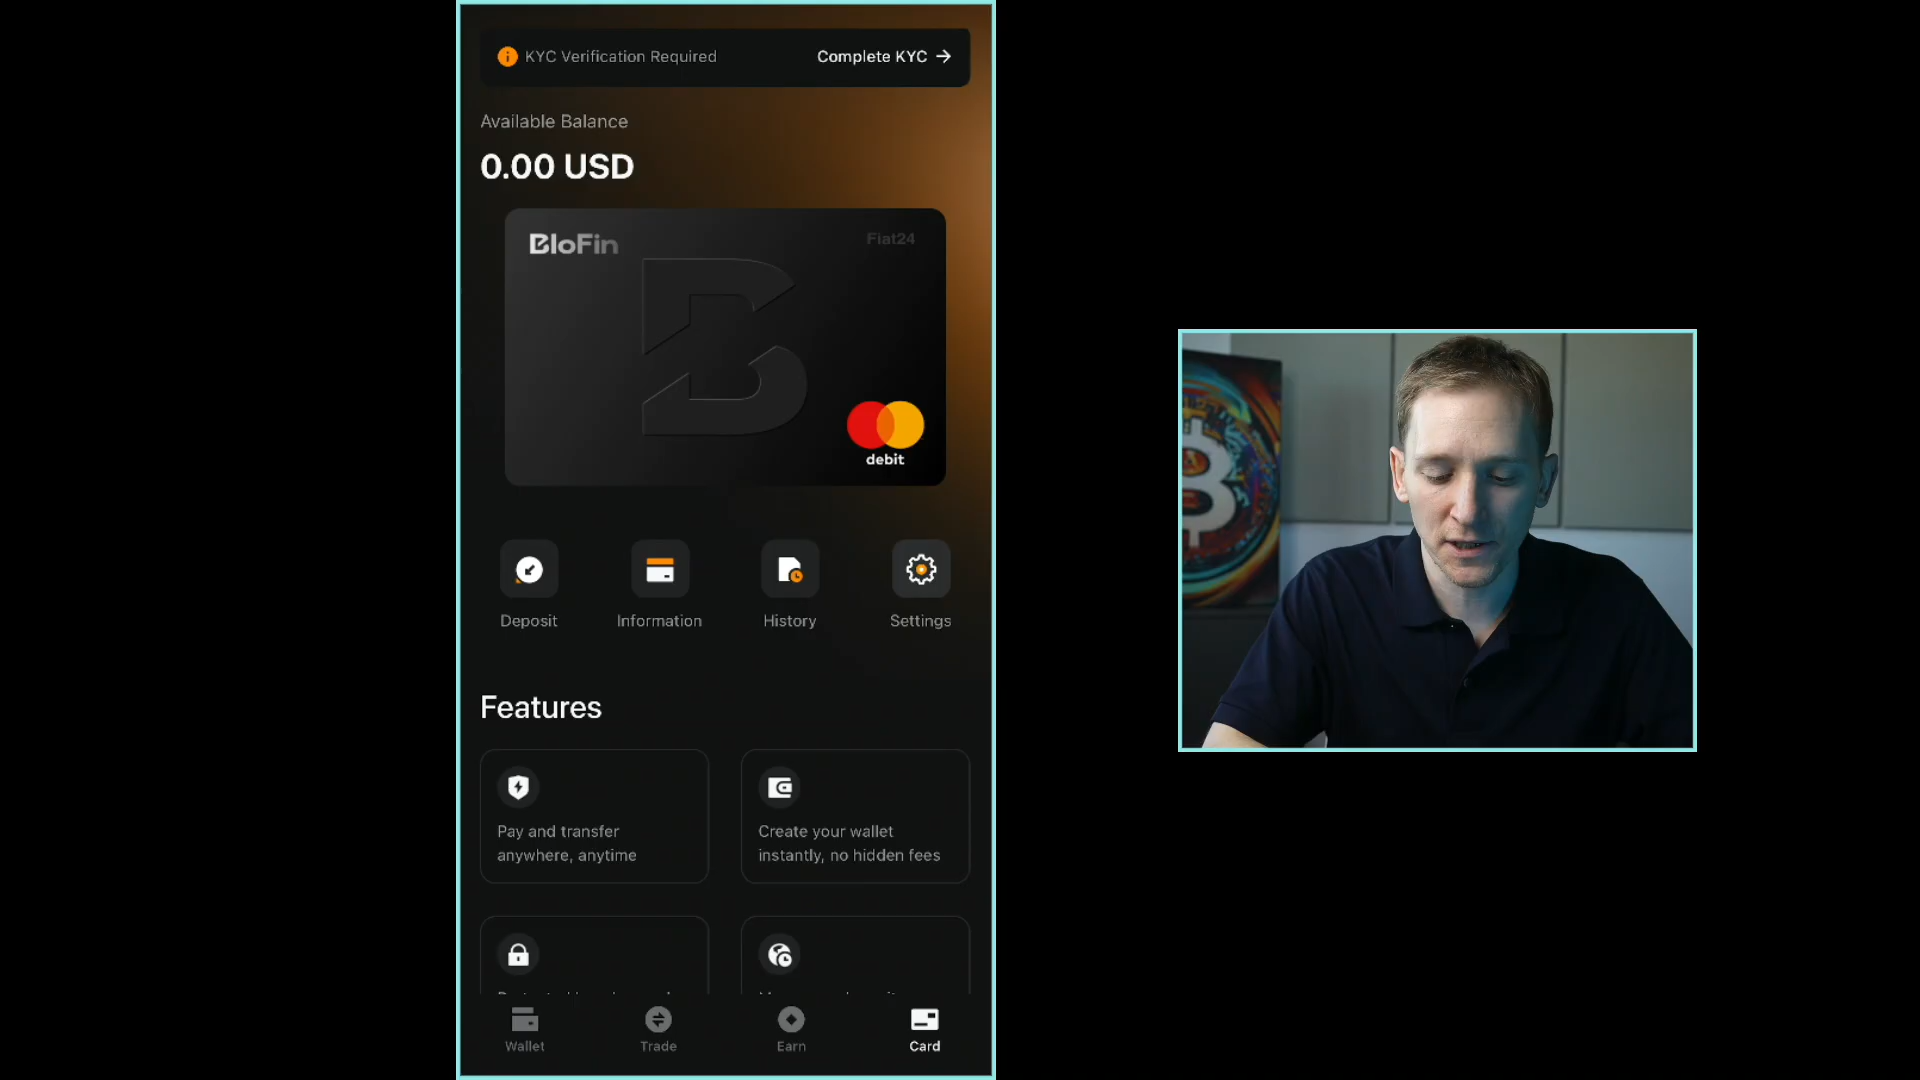 KYC Verification Required
Complete KYC
Available Balance
0.00 USD
BloFin
Fiat24
debit
Deposit
Information
History
Settings
Features
Pay and transfer
anywhere, anytime
Create your wallet
instantly, no hidden fees
Wallet
Trade
Earn
Card